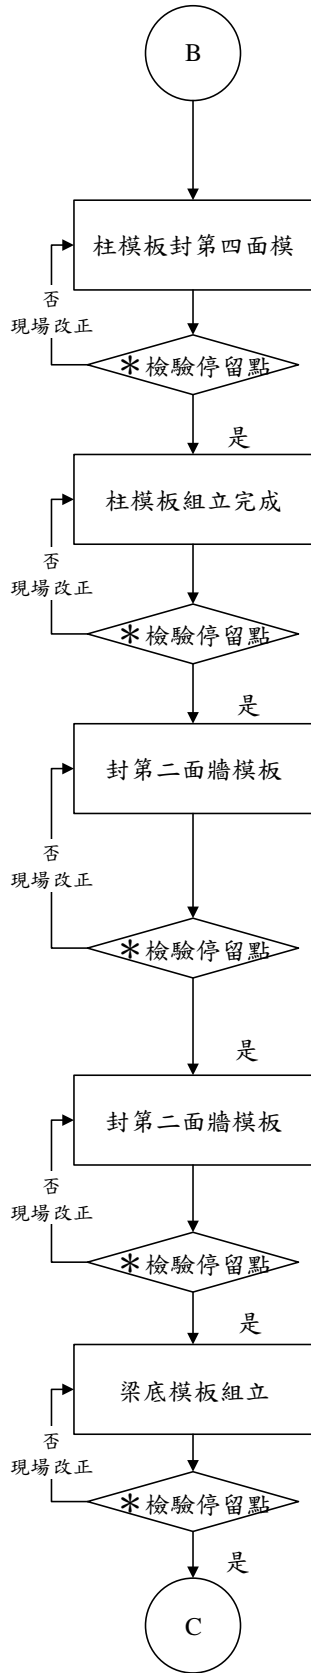 B
柱模板封第四面模
否
現場改正
＊檢驗停留點
是
柱模板組立完成
否
現場改正
＊檢驗停留點
是
封第二面牆模板
否
現場改正
＊檢驗停留點
是
封第二面牆模板
否
現場改正
＊檢驗停留點
是
梁底模板組立
否
現場改正
＊檢驗停留點
是
C